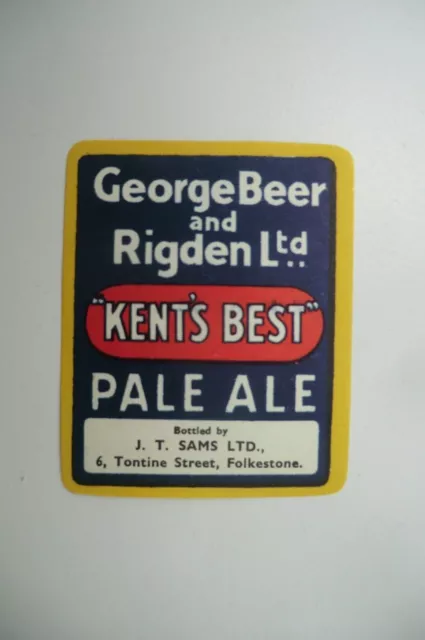 George Beer
and
Rigden Ltd
"KENT'S BEST"
PALE ALE
Bottled by
J. T. SAMS LTD.,
6, Tontine Street, Folkestone.